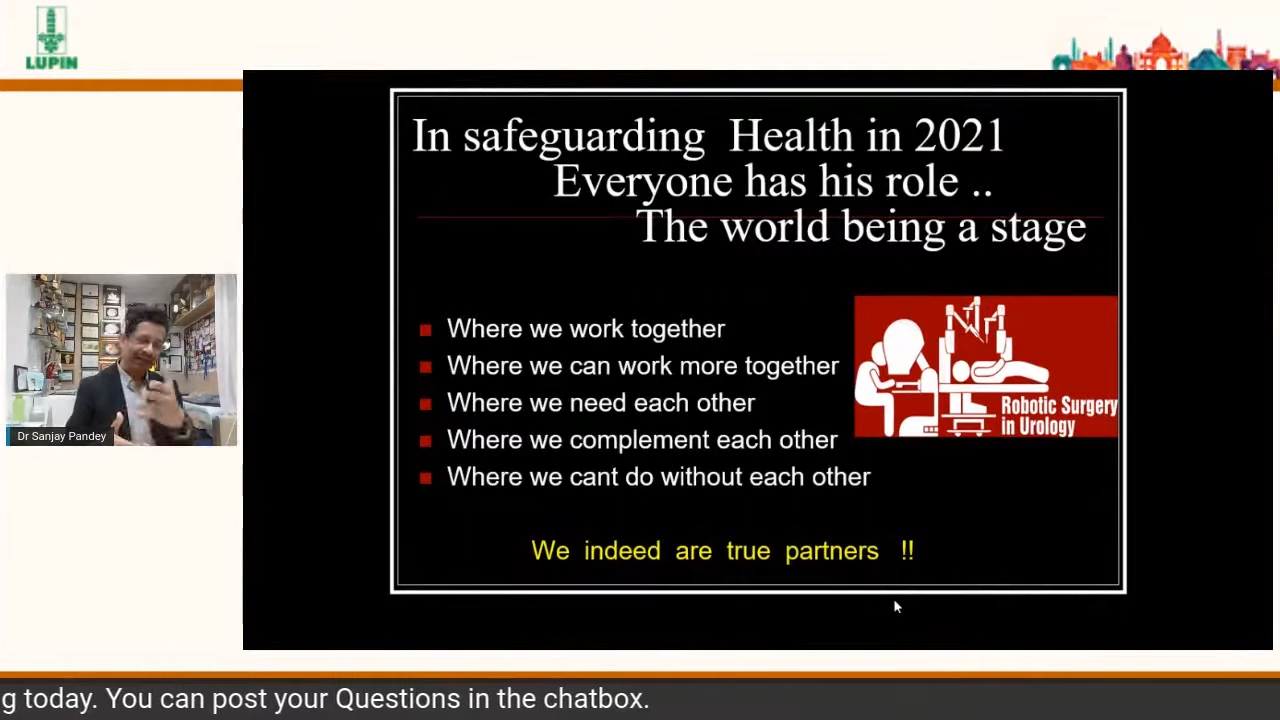 LUPIN
In safeguarding Health in 2021
Everyone has his role ..
The world being a stage
Where we work together
Where we can work more together
Where we need each other
Where we complement each other
Where we cant do without each other
Robotic Surgery
in Urology
We indeed are true partners !!
Dr Sanjay Pandey
g today. You can post your Questions in the chatbox.